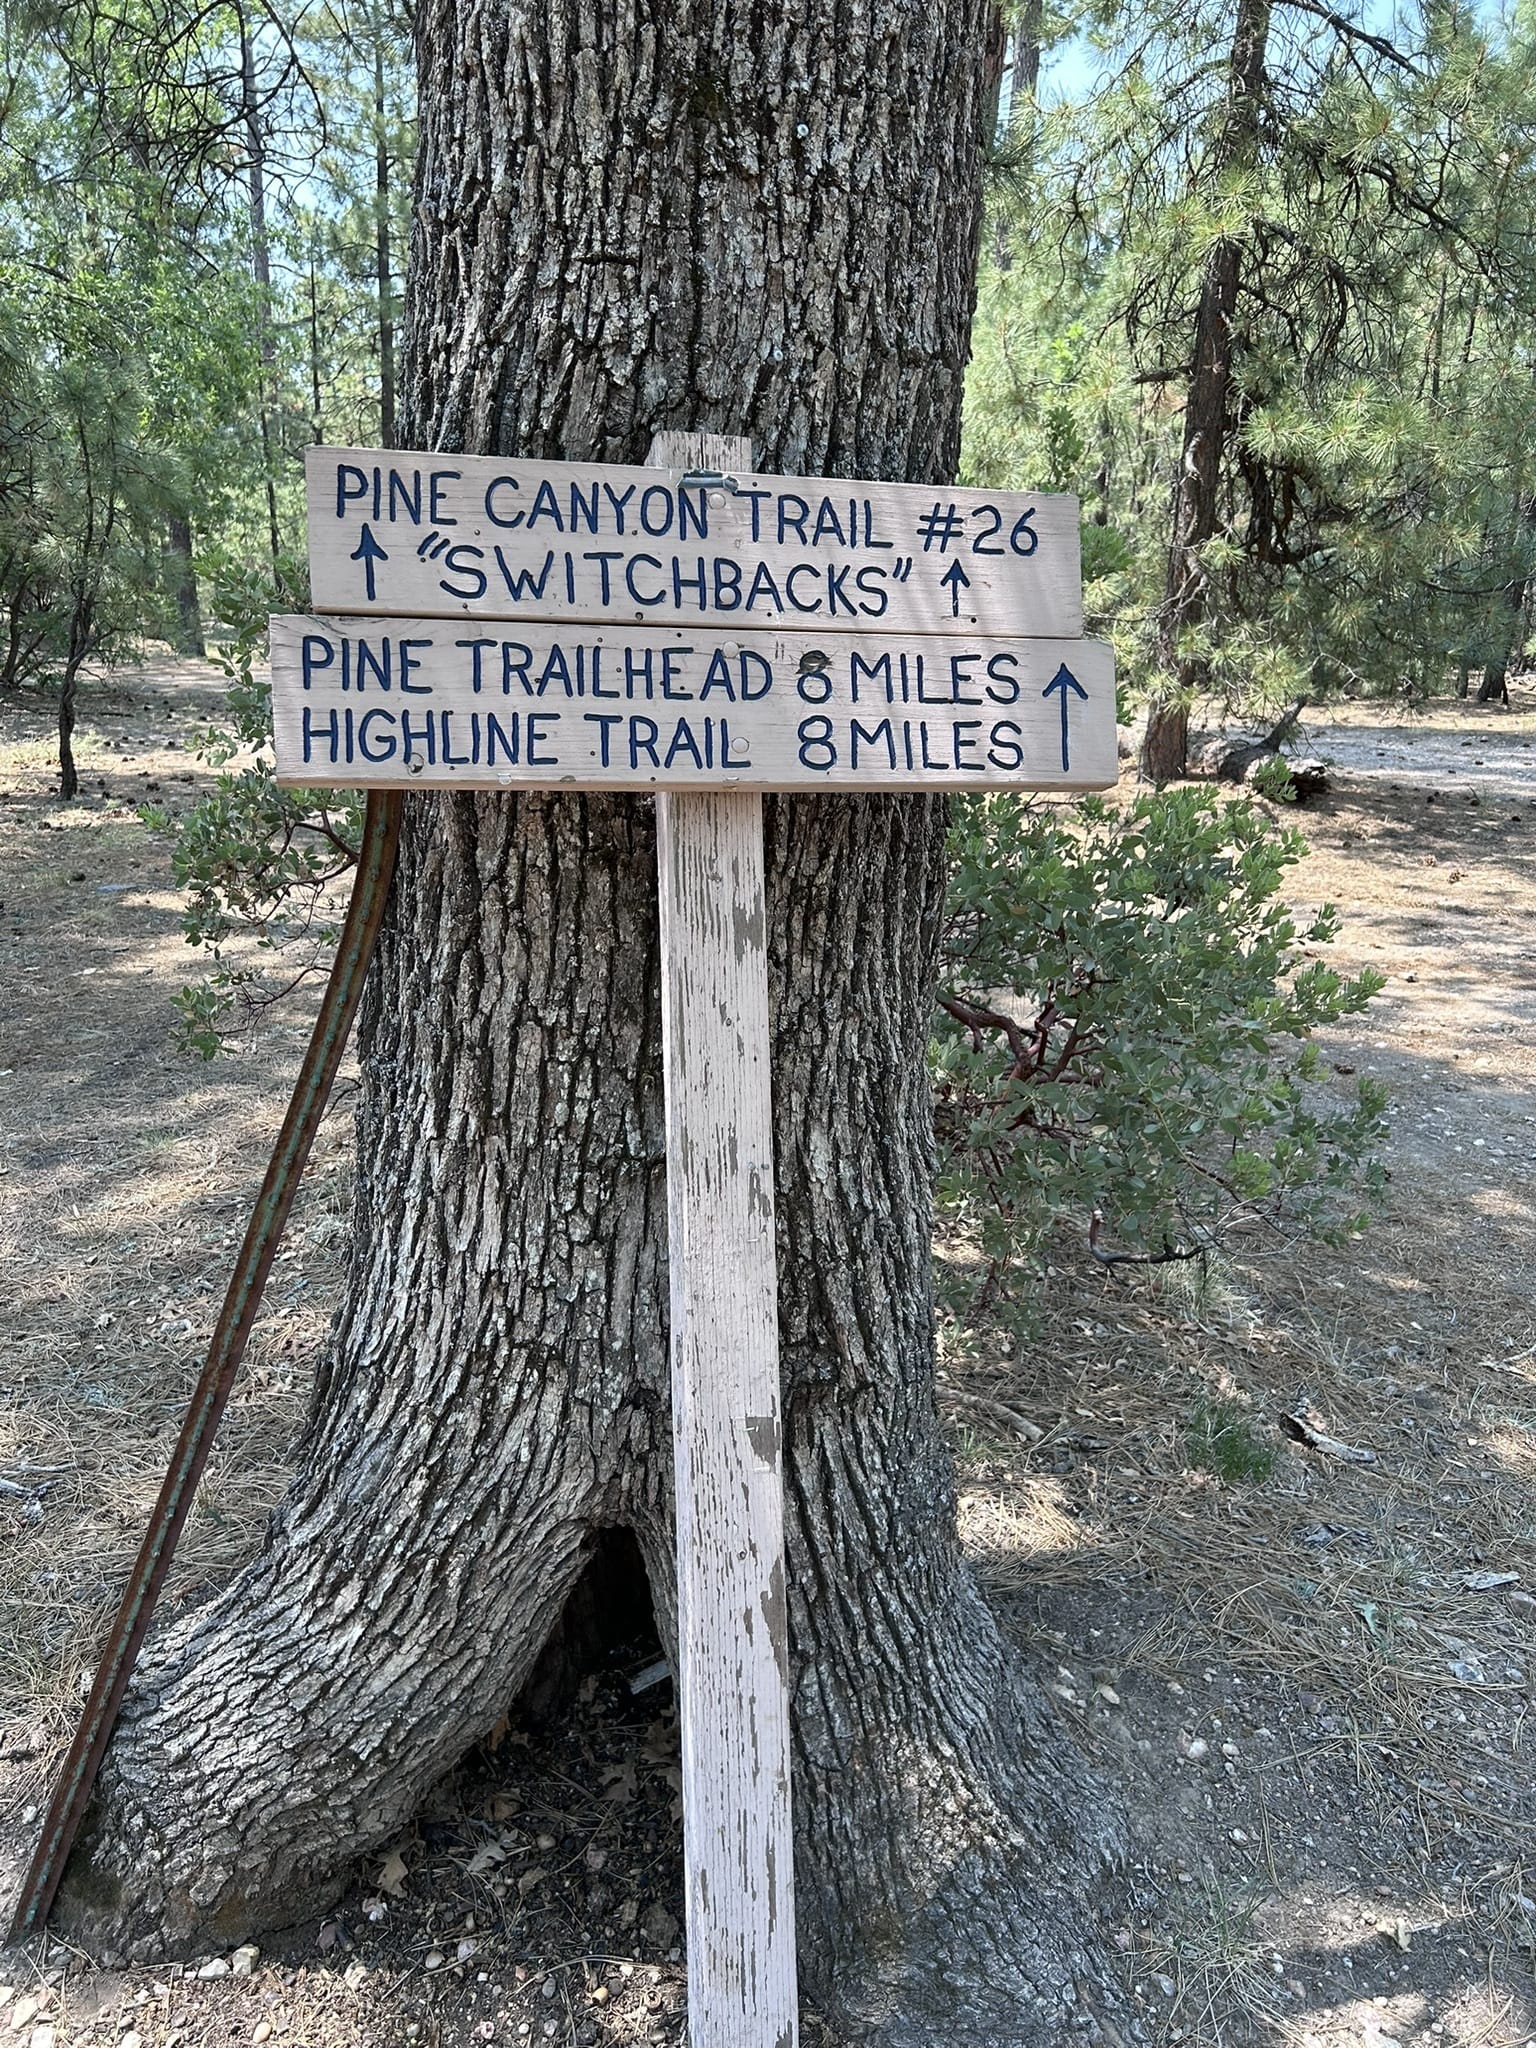 PINE CANYON TRAIL #26
↑ "SWITCHBACKS" ↑
PINE TRAILHEAD 8 MILES
HIGHLINE TRAIL 8 MILES ↑